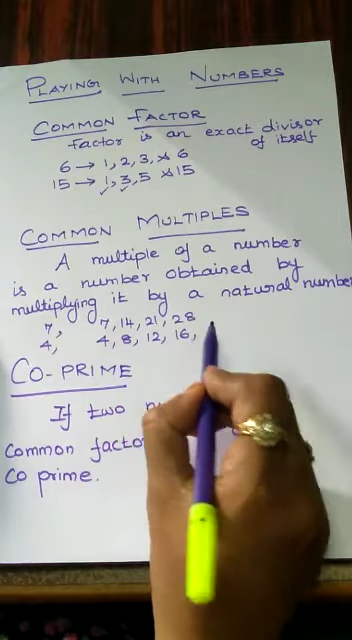 PLAYING WITH NUMBERS
COMMON FACTOR
factor is an exact divisor
of itself
6 → 1, 2, 3, & 6
15 → 1, 3, 5 & 15
COMMON MULTIPLES
A multiple of a number
is a number obtained by
multiplying it by a natural number
7, 7, 14, 21, 28
4, 4, 8, 12, 16,
CO-PRIME
If two
Common facto
Co prime.